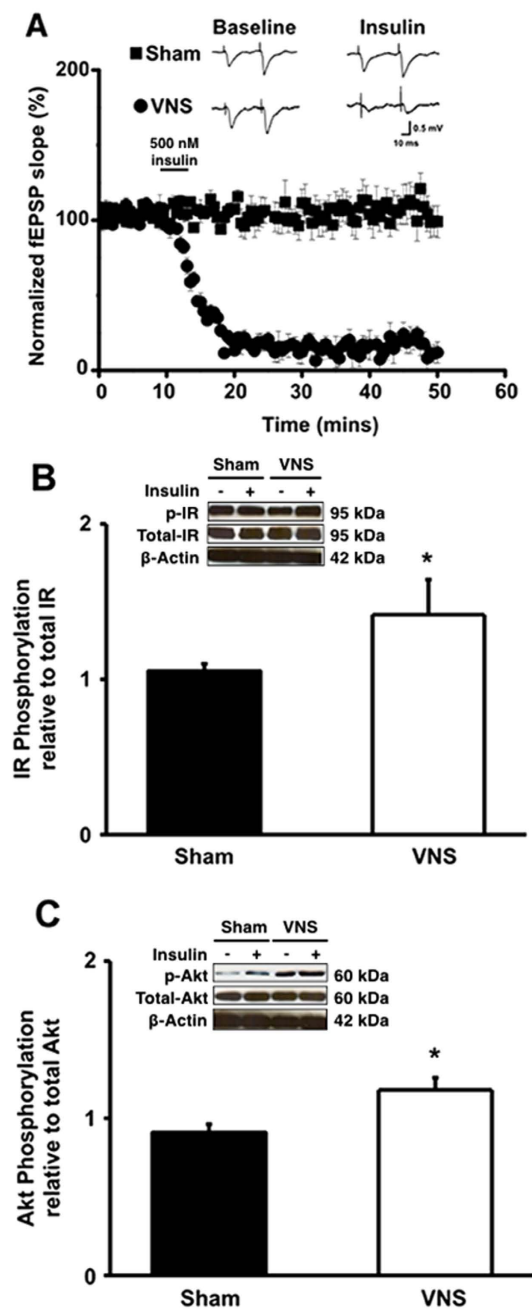 A
Baseline Insulin
Sham
VNS
0.5 mV
10 ms
500 nM
insulin
Normalized fEPSP slope (%)
200
100
0
0 10 20 30 40 50 60
Time (mins)
B
Sham VNS
Insulin - + - +
p-IR 95 kDa
Total-IR 95 kDa
β-Actin 42 kDa
*
IR Phosphorylation
relative to total IR
2
1
0
Sham VNS
C
Sham VNS
Insulin - + - +
p-Akt 60 kDa
Total-Akt 60 kDa
β-Actin 42 kDa
*
Akt Phosphorylation
relative to total Akt
2
1
0
Sham VNS